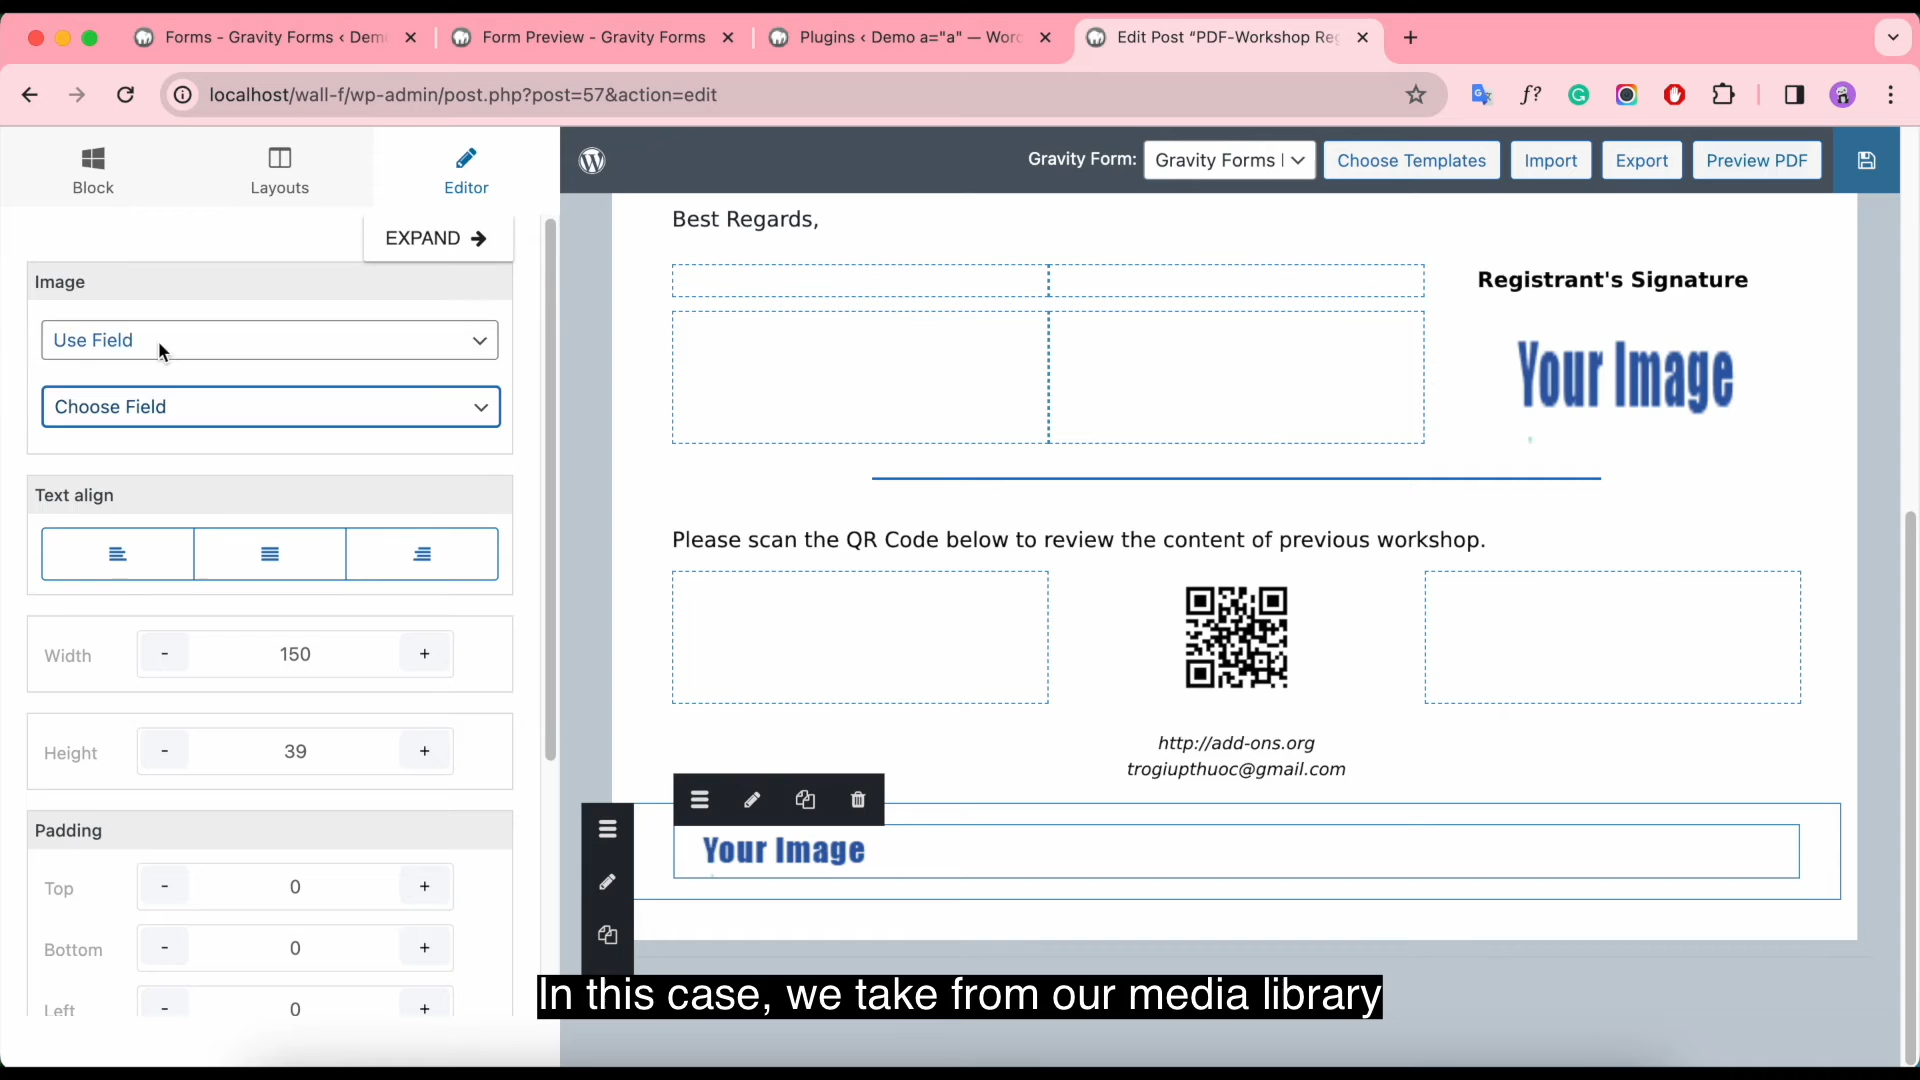 Forms - Gravity Forms ‹ Dem
Form Preview - Gravity Forms
Plugins ‹ Demo a="a" — Worc
Edit Post “PDF-Workshop Reg
localhost/wall-f/wp-admin/post.php?post=57&action=edit
f?
Block
Layouts
Editor
Gravity Form:
Gravity Forms
Choose Templates
Import
Export
Preview PDF
EXPAND
Image
Use Field
Choose Field
Text align
Width
-
150
+
Height
-
39
+
Padding
Top
-
0
+
Bottom
-
0
+
Left
-
0
+
Best Regards,
Registrant's Signature
Your Image
Please scan the QR Code below to review the content of previous workshop.
http://add-ons.org
trogiupthuoc@gmail.com
Your Image
In this case, we take from our media library